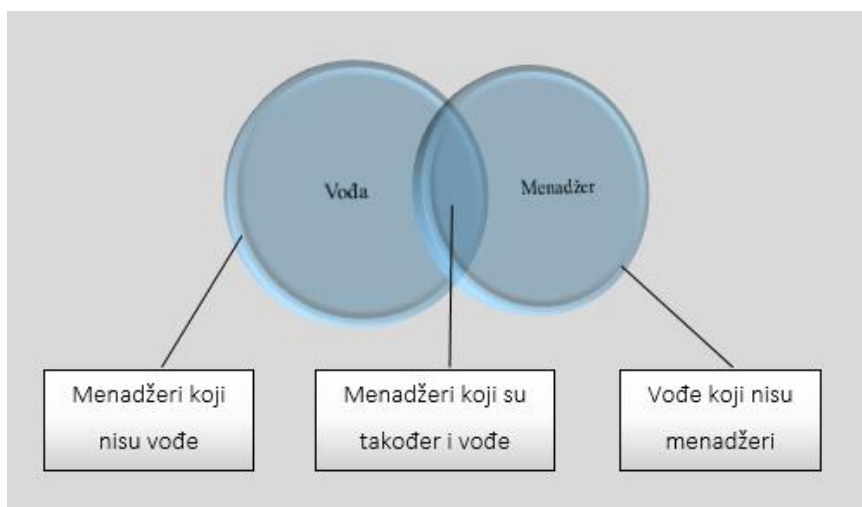 Vođa
Menadžer
Menadžeri koji
nisu vođe
Menadžeri koji su
također i vođe
Vođe koji nisu
menadžeri